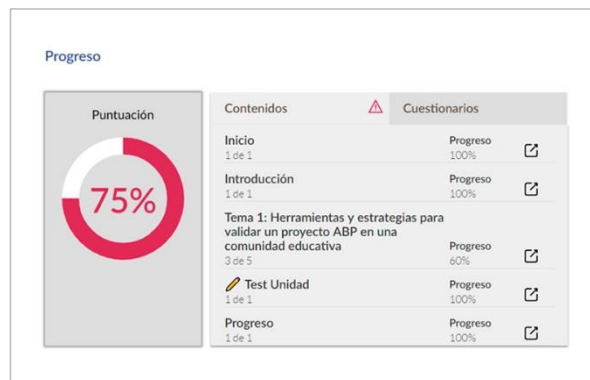 Progreso
Puntuación
75%
Contenidos
Cuestionarios
Inicio
1 de 1
Progreso
100%
Introducción
1 de 1
Progreso
100%
Tema 1: Herramientas y estrategias para
validar un proyecto ABP en una
comunidad educativa
3 de 5
Progreso
60%
Test Unidad
1 de 1
Progreso
100%
Progreso
1 de 1
Progreso
100%